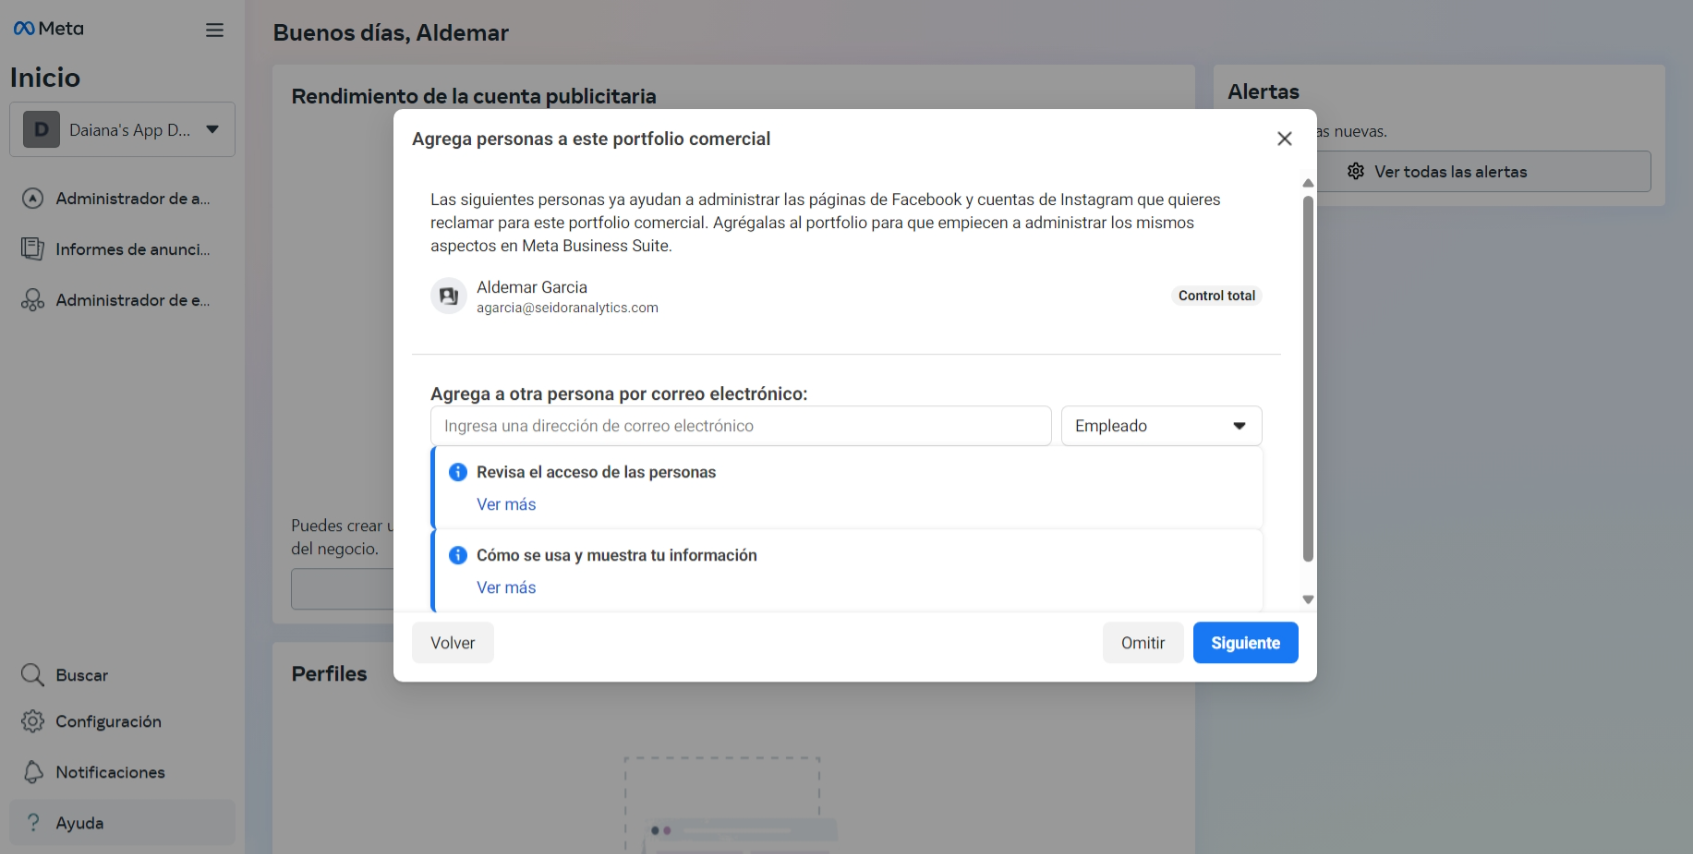 Meta
Inicio
D
Daiana's App D...
Administrador de a...
Informes de anunci...
Administrador de e...
Buscar
Configuración
Notificaciones
Ayuda
Buenos días, Aldemar
Rendimiento de la cuenta publicitaria
Puedes crear
del negocio.
Perfiles
Alertas
as nuevas.
Ver todas las alertas
Agrega personas a este portfolio comercial
Las siguientes personas ya ayudan a administrar las páginas de Facebook y cuentas de Instagram que quieres
reclamar para este portfolio comercial. Agrégalas al portfolio para que empiecen a administrar los mismos
aspectos en Meta Business Suite.
Aldemar Garcia
agarcia@seidoranalytics.com
Control total
Agrega a otra persona por correo electrónico:
Ingresa una dirección de correo electrónico
Empleado
Revisa el acceso de las personas
Ver más
Cómo se usa y muestra tu información
Ver más
Volver
Omitir
Siguiente